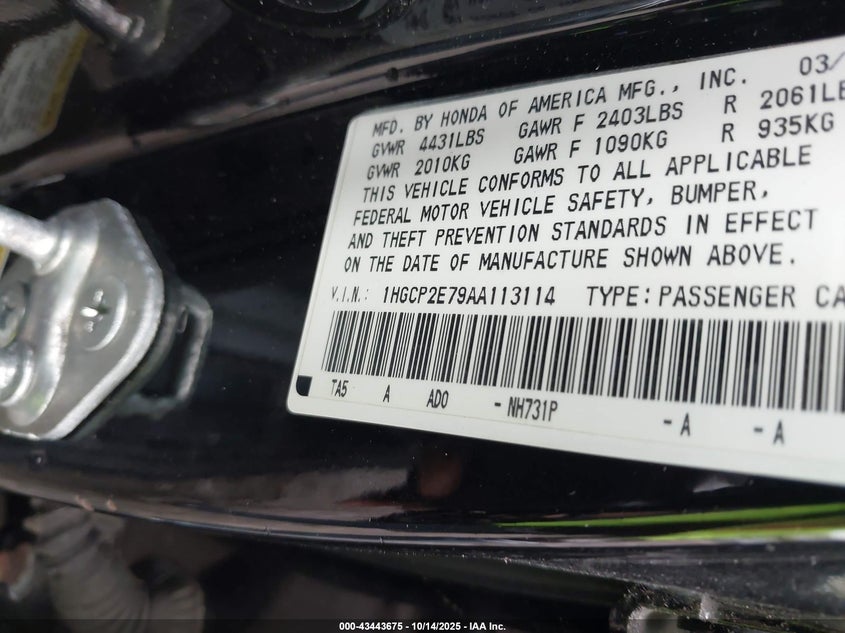 MFD. BY HONDA OF AMERICA MFG., INC. 03/
GVWR 4431LBS GAWR F 2403LBS R 2061LB
GVWR 2010KG GAWR F 1090KG R 935KG
THIS VEHICLE CONFORMS TO ALL APPLICABLE
FEDERAL MOTOR VEHICLE SAFETY, BUMPER,
AND THEFT PREVENTION STANDARDS IN EFFECT
ON THE DATE OF MANUFACTURE SHOWN ABOVE.
V.I.N.: 1HGCP2E79AA113114 TYPE:PASSENGER CA
TA5 A AD0 -NH731P -A -A
000-43443675 - 10/14/2025 - IAA Inc.